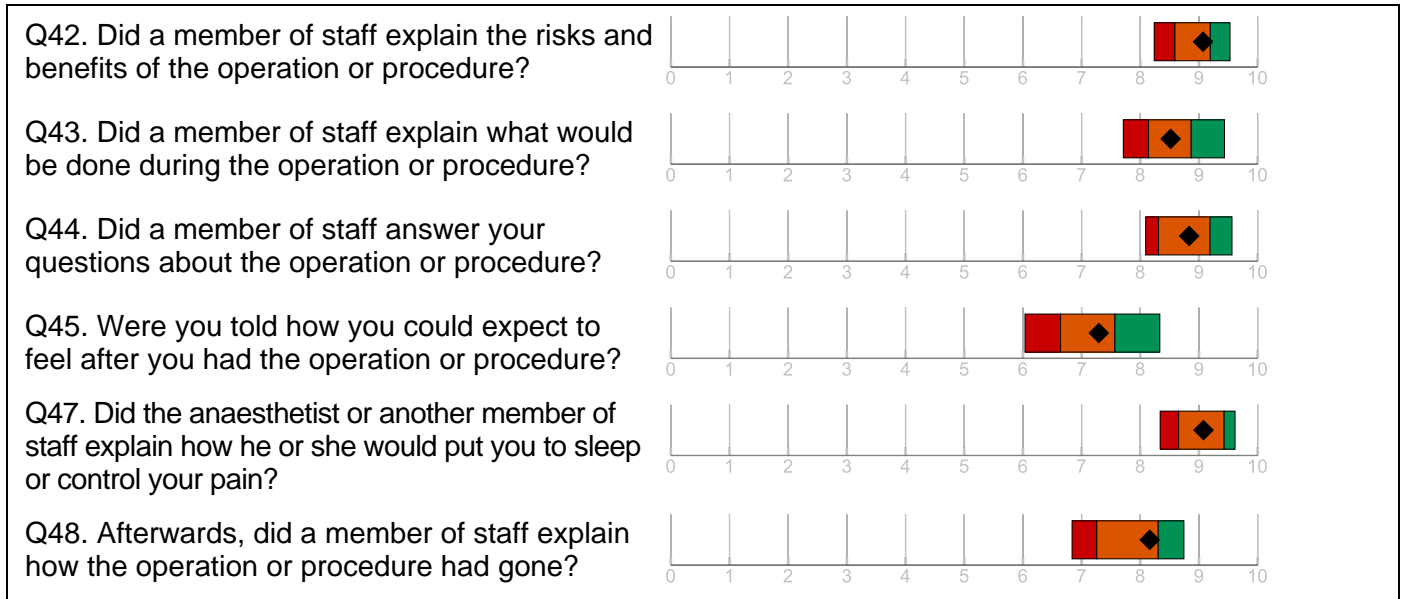 Q42. Did a member of staff explain the risks and
benefits of the operation or procedure?
0 1 2 3 4 5 6 7 8 9 10
Q43. Did a member of staff explain what would
be done during the operation or procedure?
0 1 2 3 4 5 6 7 8 9 10
Q44. Did a member of staff answer your
questions about the operation or procedure?
0 1 2 3 4 5 6 7 8 9 10
Q45. Were you told how you could expect to
feel after you had the operation or procedure?
0 1 2 3 4 5 6 7 8 9 10
Q47. Did the anaesthetist or another member of
staff explain how he or she would put you to sleep
or control your pain?
0 1 2 3 4 5 6 7 8 9 10
Q48. Afterwards, did a member of staff explain
how the operation or procedure had gone?
0 1 2 3 4 5 6 7 8 9 10